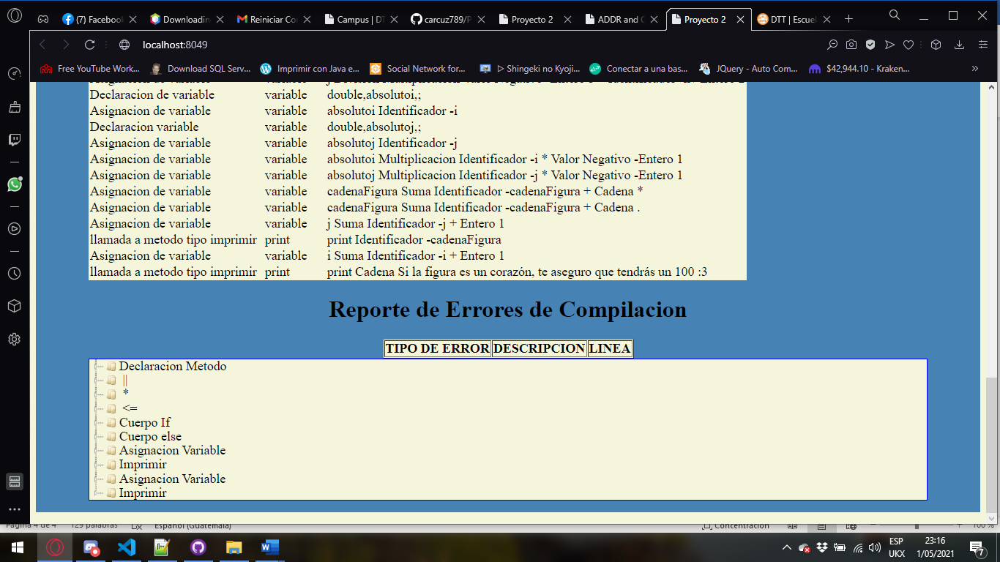 (7) Facebook
Downloadin
Reiniciar Co
Campus | DT
carcuz789/P
Proyecto 2
ADDR and C
Proyecto 2
DTT | Escuel
localhost:8049
Free YouTube Work...
Download SQL Serv...
Imprimir con Java e...
Social Network for...
▷ Shingeki no Kyoji...
Conectar a una bas...
JQuery - Auto Com...
$42,944.10 - Kraken...
»
Declaracion de variable variable double,absolutoi,;
Asignacion de variable variable absolutoi Identificador -i
Declaracion variable variable double,absolutoj,;
Asignacion de variable variable absolutoj Identificador -j
Asignacion de variable variable absolutoi Multiplicacion Identificador -i * Valor Negativo -Entero 1
Asignacion de variable variable absolutoj Multiplicacion Identificador -j * Valor Negativo -Entero 1
Asignacion de variable variable cadenaFigura Suma Identificador -cadenaFigura + Cadena *
Asignacion de variable variable cadenaFigura Suma Identificador -cadenaFigura + Cadena .
Asignacion de variable variable j Suma Identificador -j + Entero 1
llamada a metodo tipo imprimir print print Identificador -cadenaFigura
Asignacion de variable variable i Suma Identificador -i + Entero 1
llamada a metodo tipo imprimir print print Cadena Si la figura es un corazón, te aseguro que tendrás un 100 :3
Reporte de Errores de Compilacion
TIPO DE ERROR DESCRIPCION LINEA
Declaracion Metodo
||
*
<=
Cuerpo If
Cuerpo else
Asignacion Variable
Imprimir
Asignacion Variable
Imprimir
Página 4 de 4 129 palabras Español (Guatemala) Concentración 100 %
ESP
UKX
23:16
1/05/2021
7